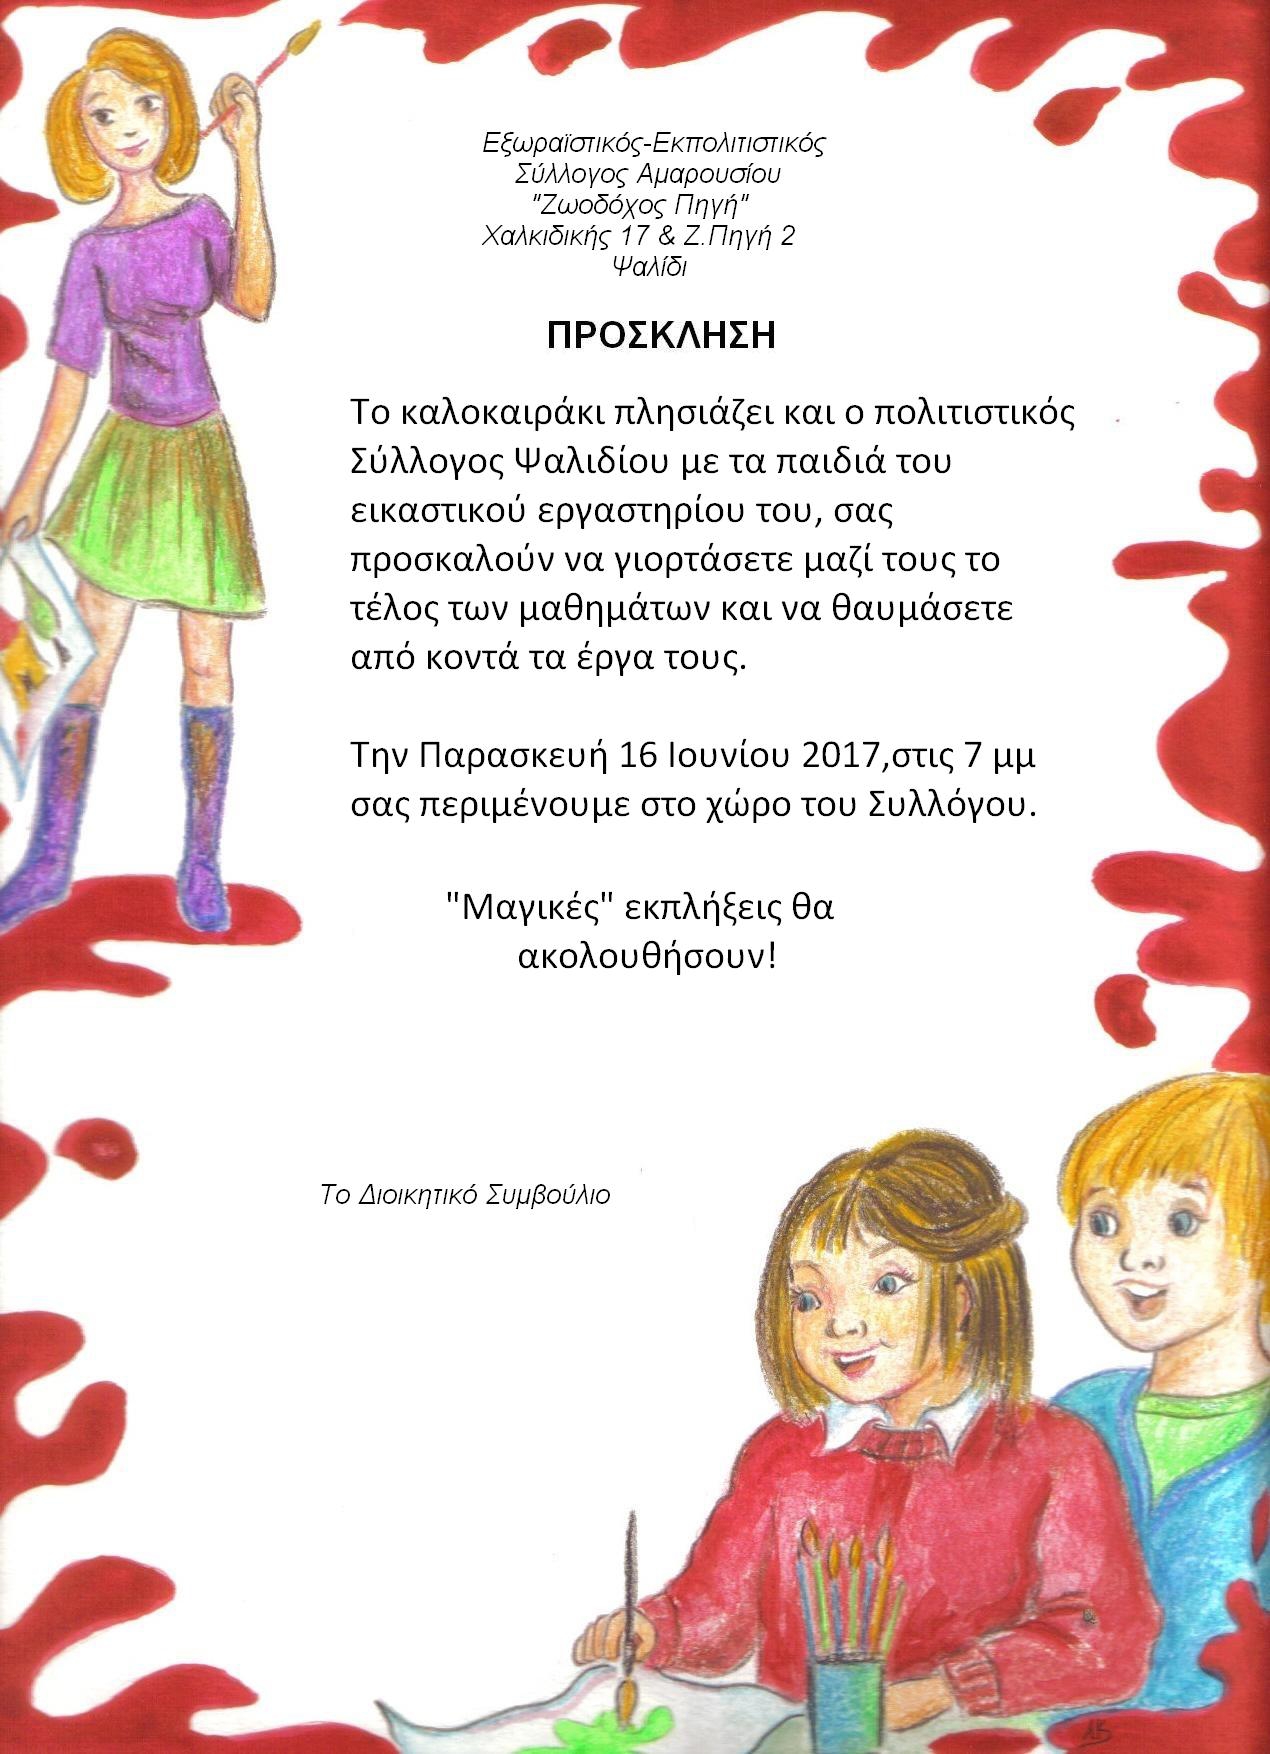 Εξωραϊστικός-Εκπολιτιστικός
Σύλλογος Αμαρουσίου
"Ζωοδόχος Πηγή"
Χαλκιδικής 17 & Ζ.Πηγή 2
Ψαλίδι
ΠΡΟΣΚΛΗΣΗ
Το καλοκαιράκι πλησιάζει και ο πολιτιστικός
Σύλλογος Ψαλιδίου με τα παιδιά του
εικαστικού εργαστηρίου του, σας
προσκαλούν να γιορτάσετε μαζί τους το
τέλος των μαθημάτων και να θαυμάσετε
από κοντά τα έργα τους.
Την Παρασκευή 16 Ιουνίου 2017,στις 7 μμ
σας περιμένουμε στο χώρο του Συλλόγου.
"Μαγικές" εκπλήξεις θα
ακολουθήσουν!
Το Διοικητικό Συμβούλιο